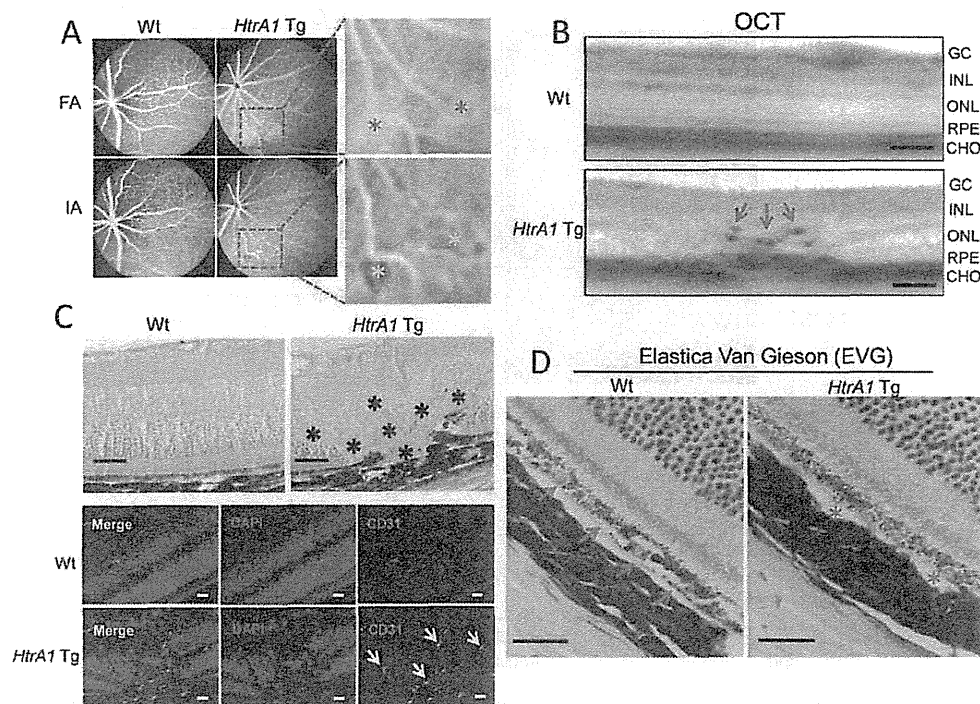 A
Wt
HtrA1 Tg
FA
IA
B
OCT
Wt
GC
INL
ONL
RPE
CHO
HtrA1 Tg
GC
INL
ONL
RPE
CHO
C
Wt
HtrA1 Tg
Wt
Merge
DAPI
CD31
HtrA1 Tg
Merge
DAPI
CD31
D
Elastica Van Gieson (EVG)
Wt
HtrA1 Tg